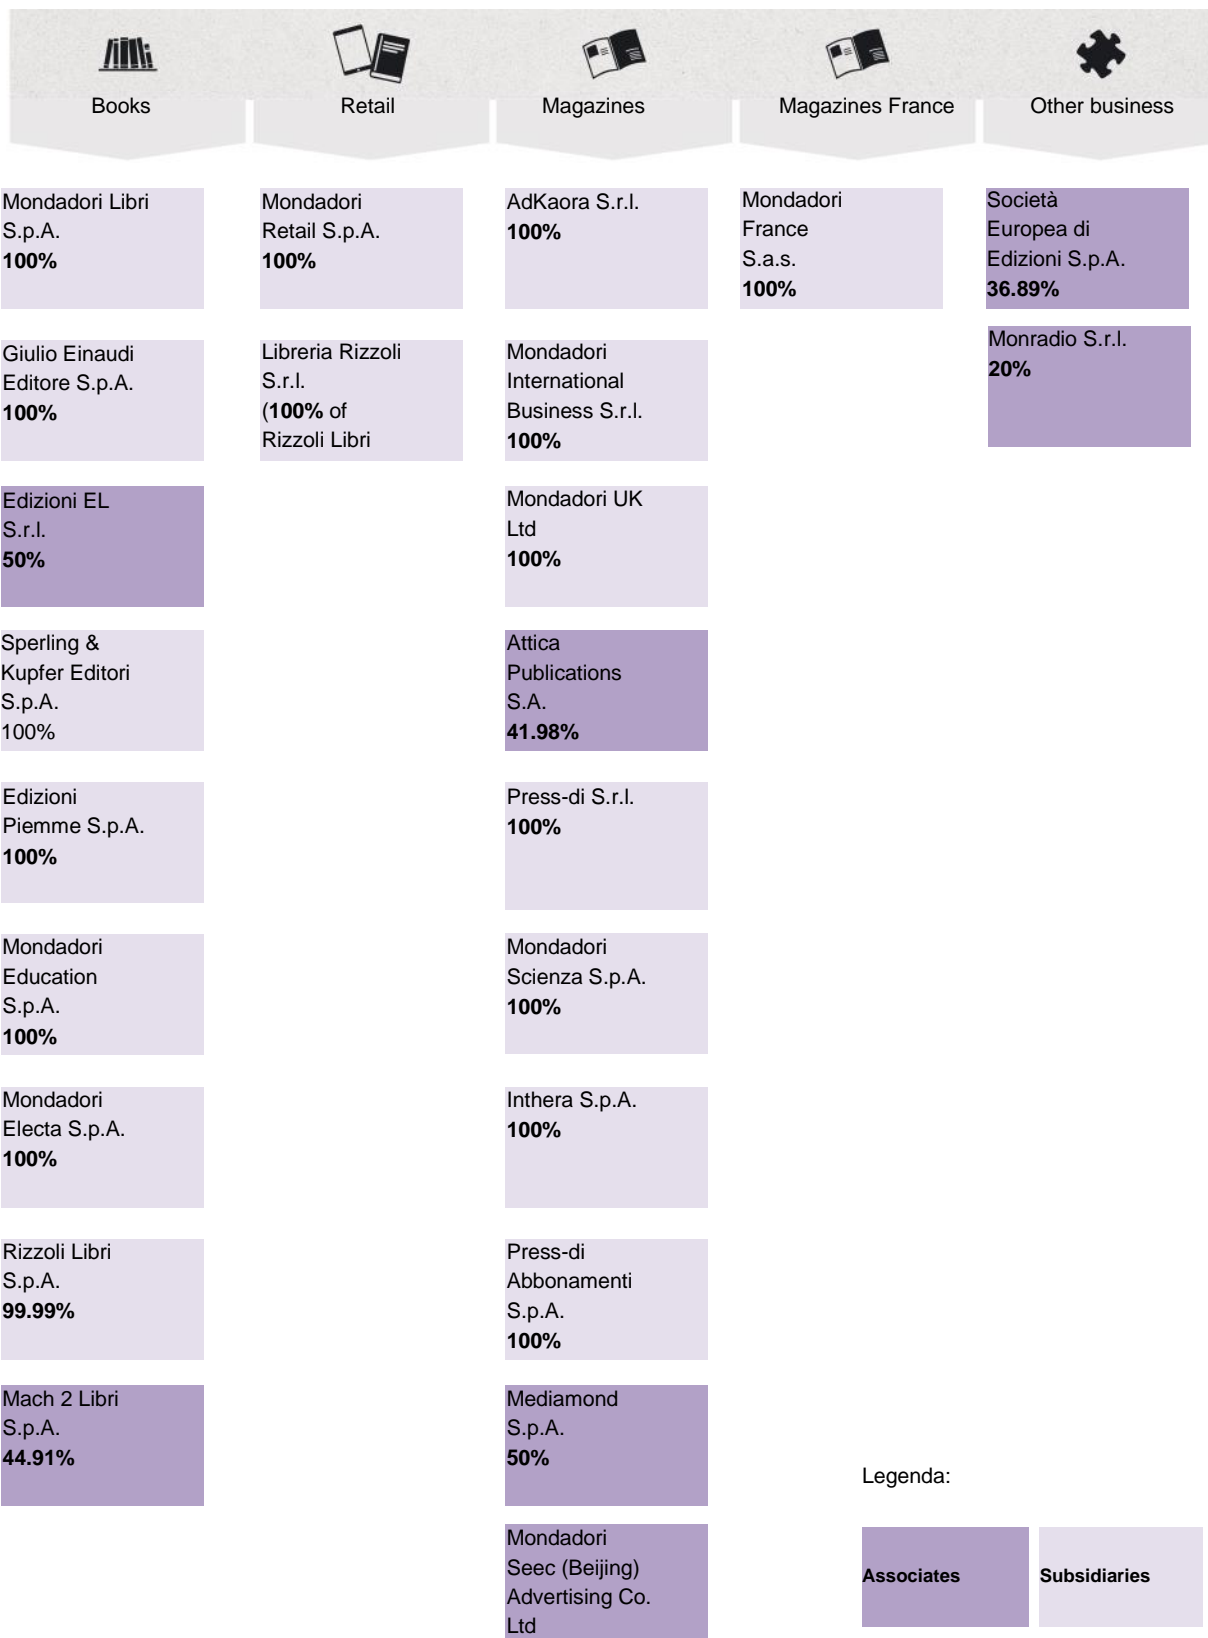 Books
Retail
Magazines
Magazines France
Other business
Mondadori Libri
S.p.A.
100%
Giulio Einaudi
Editore S.p.A.
100%
Edizioni EL
S.r.l.
50%
Sperling &
Kupfer Editori
S.p.A.
100%
Edizioni
Piemme S.p.A.
100%
Mondadori
Education
S.p.A.
100%
Mondadori
Electa S.p.A.
100%
Rizzoli Libri
S.p.A.
99.99%
Mach 2 Libri
S.p.A.
44.91%
Mondadori
Retail S.p.A.
100%
Libreria Rizzoli
S.r.l.
(100% of
Rizzoli Libri
AdKaora S.r.l.
100%
Mondadori
International
Business S.r.l.
100%
Mondadori UK
Ltd
100%
Attica
Publications
S.A.
41.98%
Press-di S.r.l.
100%
Mondadori
Scienza S.p.A.
100%
Inthera S.p.A.
100%
Press-di
Abbonamenti
S.p.A.
100%
Mediamond
S.p.A.
50%
Mondadori
Seec (Beijing)
Advertising Co.
Ltd
Mondadori
France
S.a.s.
100%
Società
Europea di
Edizioni S.p.A.
36.89%
Monradio S.r.l.
20%
Legenda:
Associates
Subsidiaries